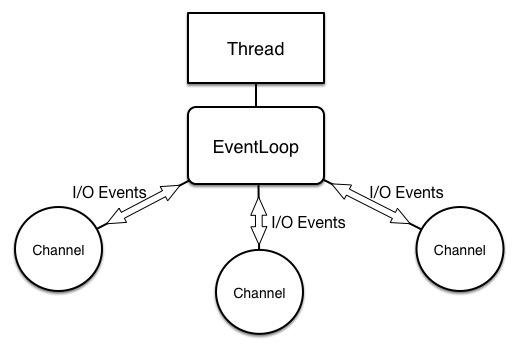 Thread
EventLoop
I/O Events
I/O Events
I/O Events
Channel
Channel
Channel